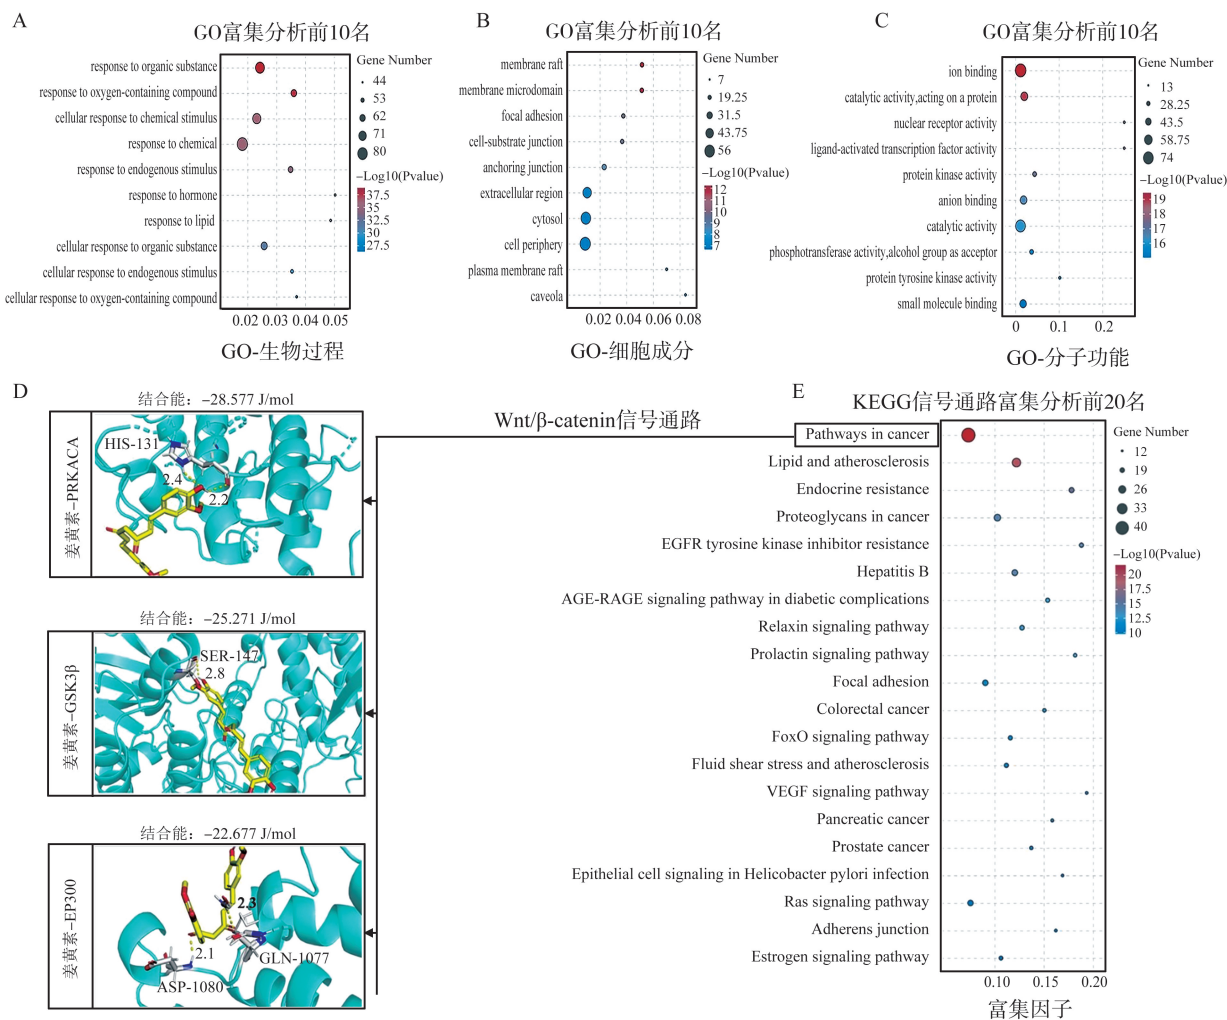 A
GO富集分析前10名
response to organic substance
response to oxygen-containing compound
cellular response to chemical stimulus
response to chemical
response to endogenous stimulus
response to hormone
response to lipid
cellular response to organic substance
cellular response to endogenous stimulus
cellular response to oxygen-containing compound
0.02 0.03 0.04 0.05
GO-生物过程
Gene Number
44
53
62
71
80
−Log10(Pvalue)
37.5
35
32.5
30
27.5
B
GO富集分析前10名
membrane raft
membrane microdomain
focal adhesion
cell-substrate junction
anchoring junction
extracellular region
cytosol
cell periphery
plasma membrane raft
caveola
0.02 0.04 0.06 0.08
GO-细胞成分
Gene Number
7
19.25
31.5
43.75
56
−Log10(Pvalue)
12
11
10
9
8
7
C
GO富集分析前10名
ion binding
catalytic activity,acting on a protein
nuclear receptor activity
ligand-activated transcription factor activity
protein kinase activity
anion binding
catalytic activity
phosphotransferase activity,alcohol group as acceptor
protein tyrosine kinase activity
small molecule binding
0 0.1 0.2
GO-分子功能
Gene Number
13
28.25
43.5
58.75
74
−Log10(Pvalue)
19
18
17
16
D
结合能：−28.577 J/mol
姜黄素−PRKACA
HIS-131
2.4
2.2
结合能：−25.271 J/mol
姜黄素−GSK3β
SER-147
2.8
结合能：−22.677 J/mol
姜黄素−EP300
2.3
2.1
GLN-1077
ASP-1080
Wnt/β-catenin信号通路
E
KEGG信号通路富集分析前20名
Pathways in cancer
Lipid and atherosclerosis
Endocrine resistance
Proteoglycans in cancer
EGFR tyrosine kinase inhibitor resistance
Hepatitis B
AGE-RAGE signaling pathway in diabetic complications
Relaxin signaling pathway
Prolactin signaling pathway
Focal adhesion
Colorectal cancer
FoxO signaling pathway
Fluid shear stress and atherosclerosis
VEGF signaling pathway
Pancreatic cancer
Prostate cancer
Epithelial cell signaling in Helicobacter pylori infection
Ras signaling pathway
Adherens junction
Estrogen signaling pathway
0.10 0.15 0.20
富集因子
Gene Number
12
19
26
33
40
−Log10(Pvalue)
20
17.5
15
12.5
10